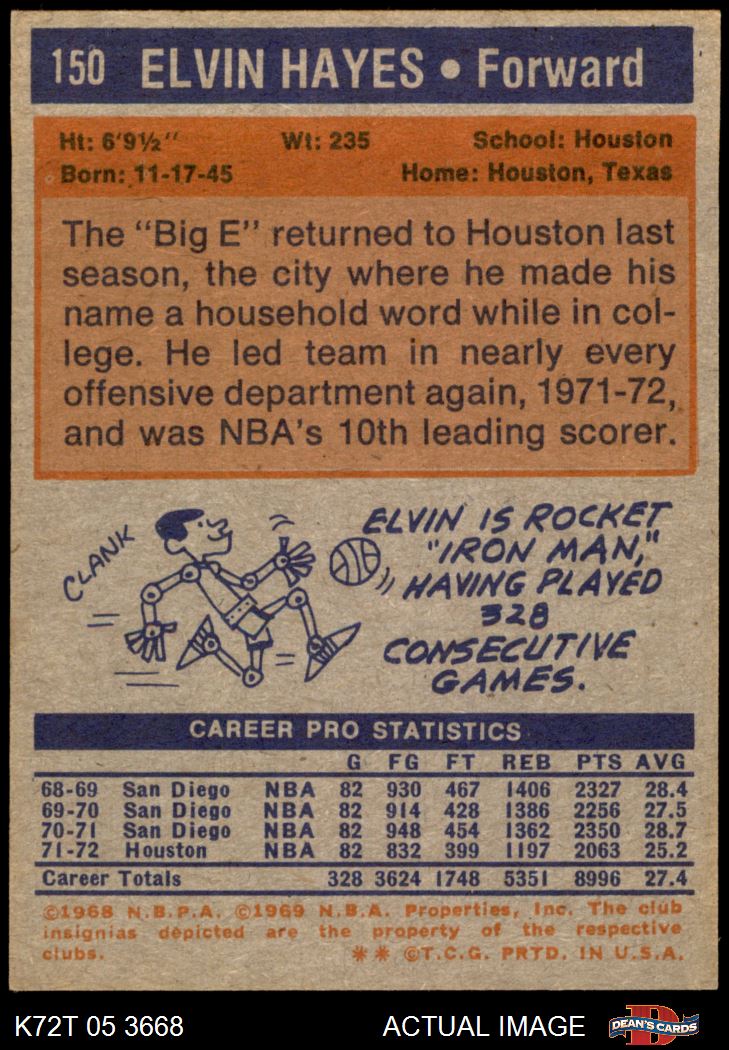 150 ELVIN HAYES • Forward
Ht: 6'9½" Wt: 235 School: Houston
Born: 11-17-45 Home: Houston, Texas
The "Big E" returned to Houston last
season, the city where he made his
name a household word while in col-
lege. He led team in nearly every
offensive department again, 1971-72,
and was NBA's 10th leading scorer.
CLANK
ELVIN IS ROCKET
"IRON MAN,"
HAVING PLAYED
328
CONSECUTIVE
GAMES.
CAREER PRO STATISTICS
G FG FT REB PTS AVG
68-69 San Diego NBA 82 930 467 1406 2327 28.4
69-70 San Diego NBA 82 914 428 1386 2256 27.5
70-71 San Diego NBA 82 948 454 1362 2350 28.7
71-72 Houston NBA 82 832 399 1197 2063 25.2
Career Totals 328 3624 1748 5351 8996 27.4
©1968 N.B.P.A. ©1969 N.B.A. Properties, Inc. The club
insignias depicted are the property of the respective
clubs. ** ©T.C.G. PRTD. IN U.S.A.
K72T 05 3668 ACTUAL IMAGE D DEAN'S CARDS